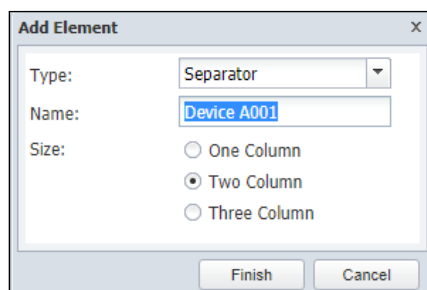 Add Element x
Type: Separator
Name: Device A001
Size: One Column
Two Column
Three Column
Finish Cancel